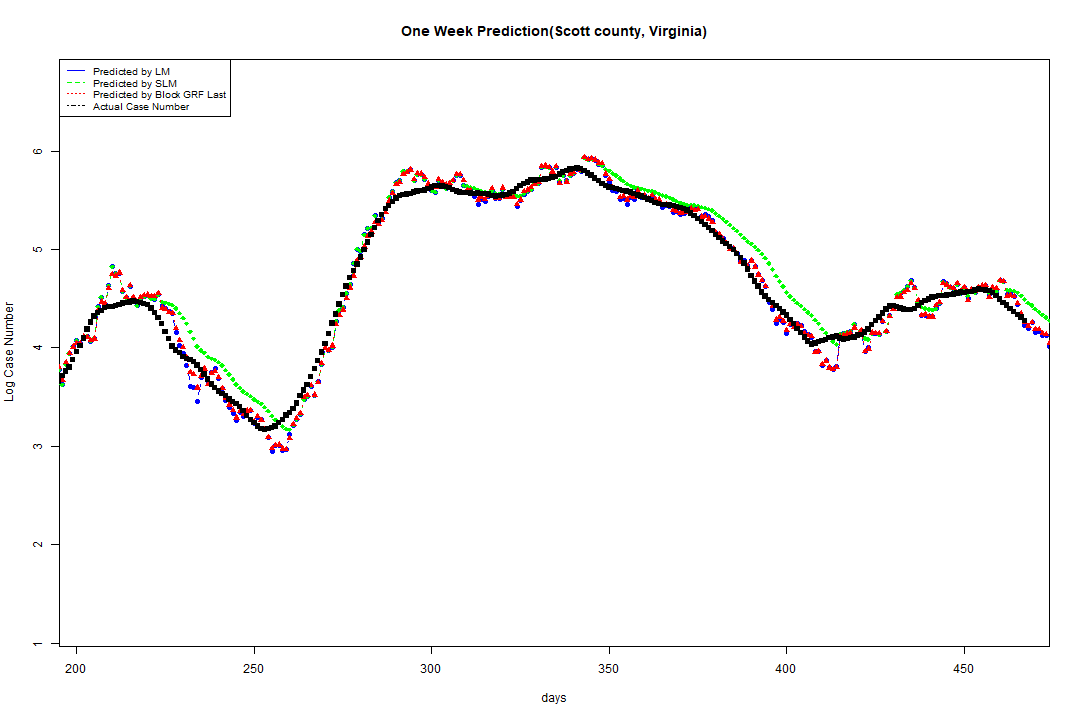 One Week Prediction(Scott county, Virginia)
Predicted by LM
Predicted by SLM
Predicted by Block GRF Last
Actual Case Number
6
5
4
3
2
1
Log Case Number
200 250 300 350 400 450
days